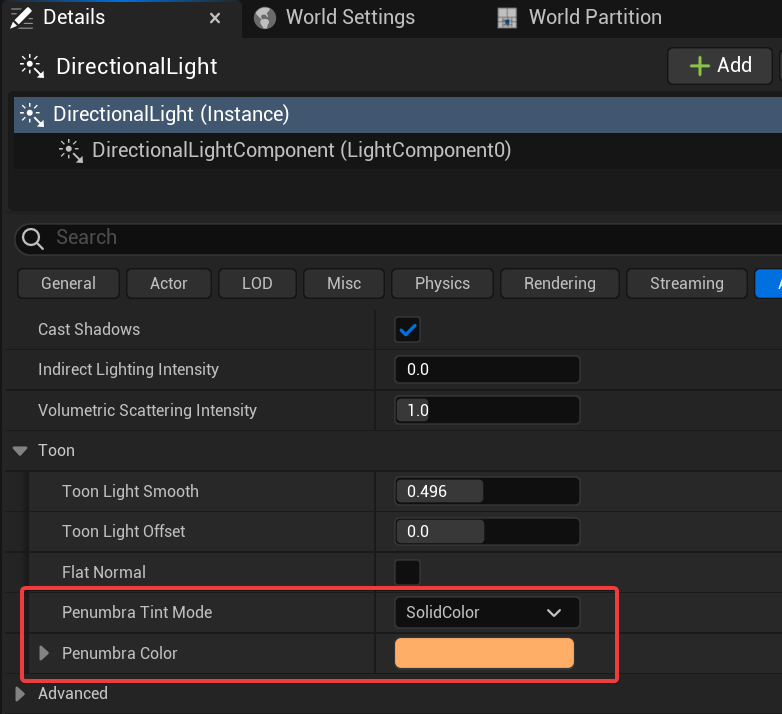 Details World Settings World Partition
DirectionalLight Add
DirectionalLight (Instance)
DirectionalLightComponent (LightComponent0)
Search
General Actor LOD Misc Physics Rendering Streaming
Cast Shadows
Indirect Lighting Intensity 0.0
Volumetric Scattering Intensity 1.0
Toon
Toon Light Smooth 0.496
Toon Light Offset 0.0
Flat Normal
Penumbra Tint Mode SolidColor
Penumbra Color
Advanced